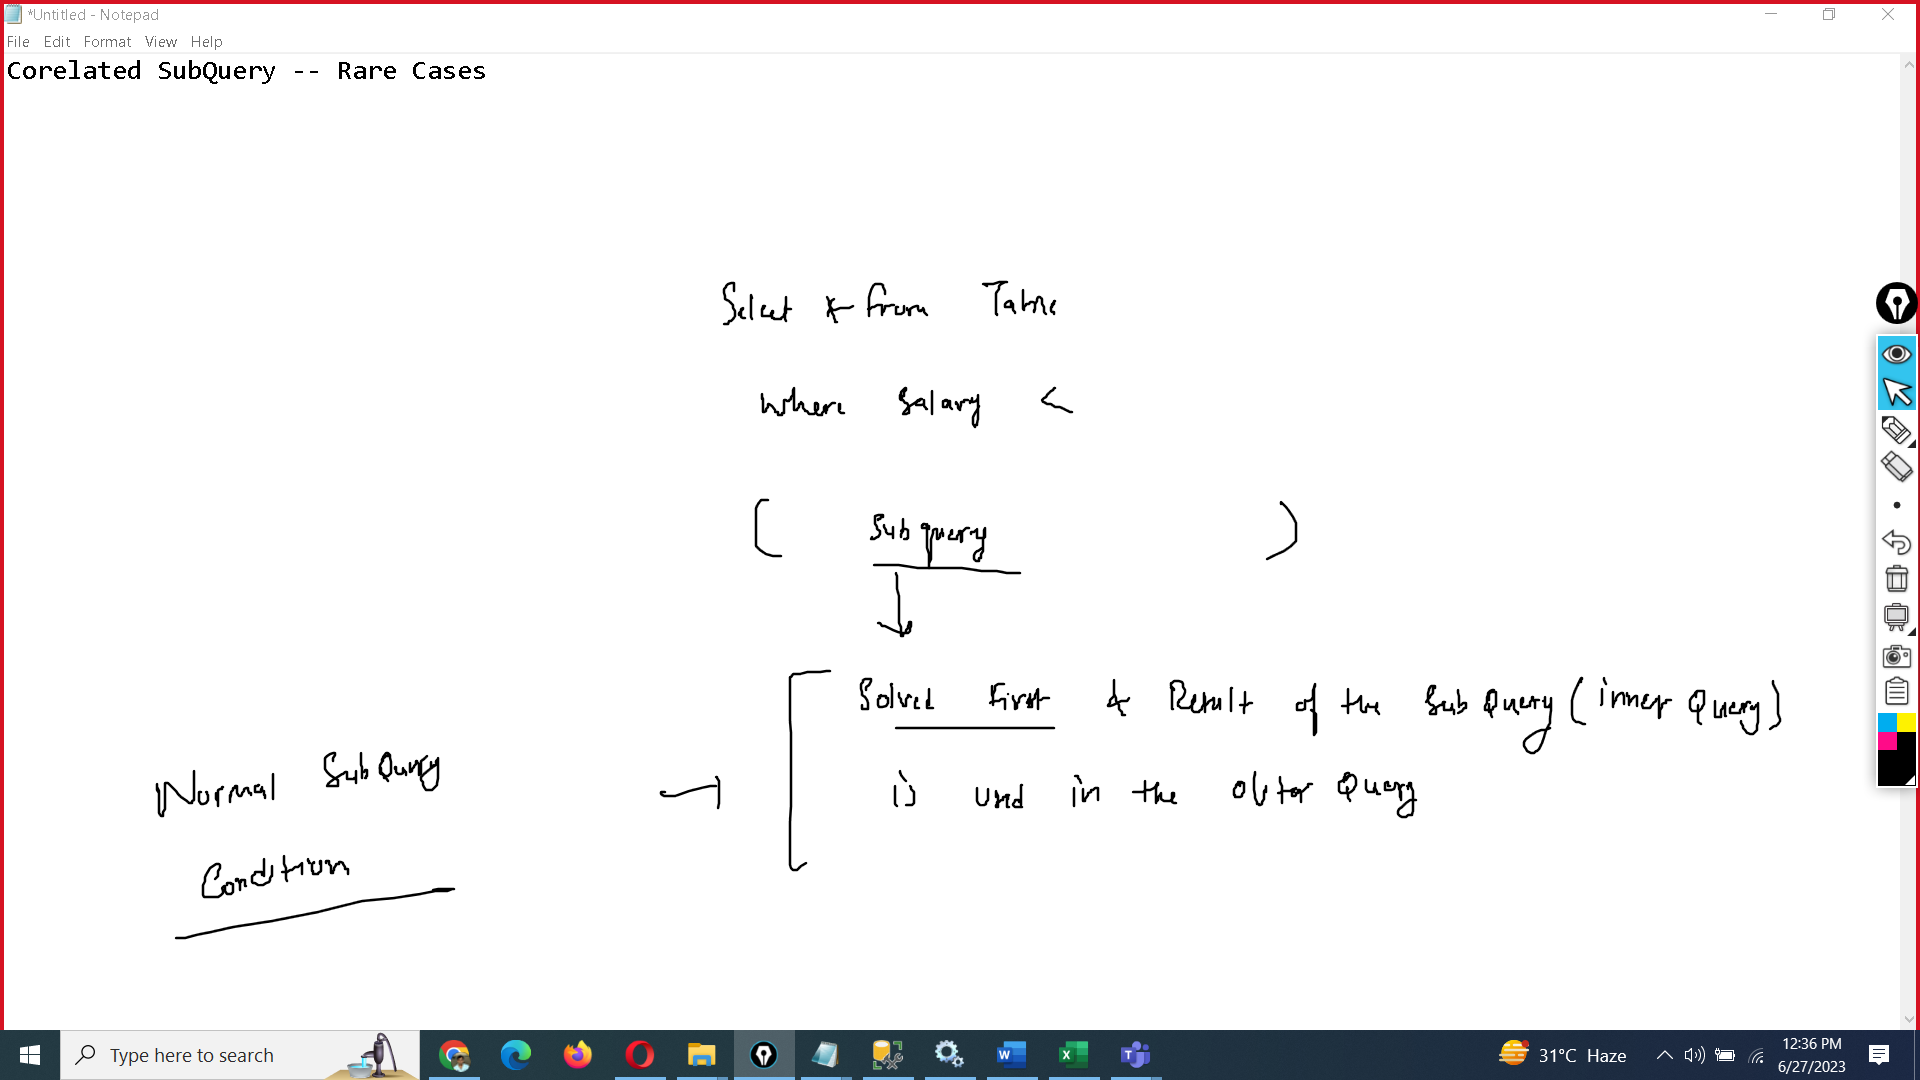 *Untitled - Notepad
File Edit Format View Help
Corelated SubQuery -- Rare Cases
Select * from Table
where Salary <
( Sub query )
Solved First & Result of the Sub Query (inner Query)
is used in the outer Query
Normal SubQuery
Condition
Type here to search
31°C Haze
12:36 PM
6/27/2023